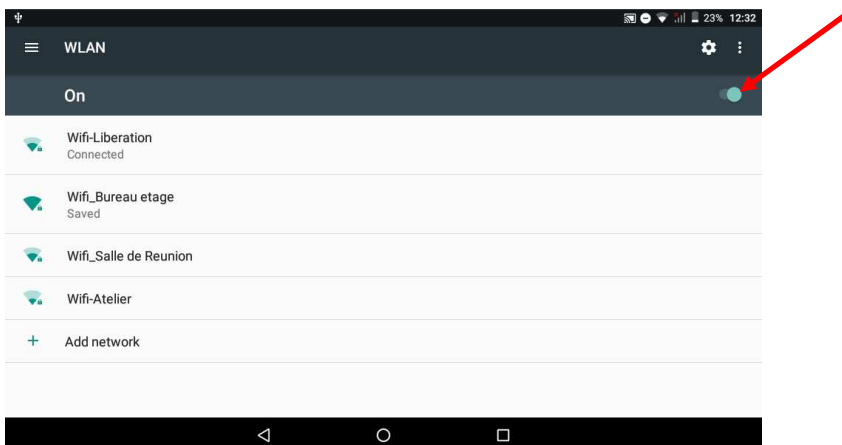 23% 12:32
WLAN
On
Wifi-Liberation
Connected
Wifi_Bureau etage
Saved
Wifi_Salle de Reunion
Wifi-Atelier
Add network